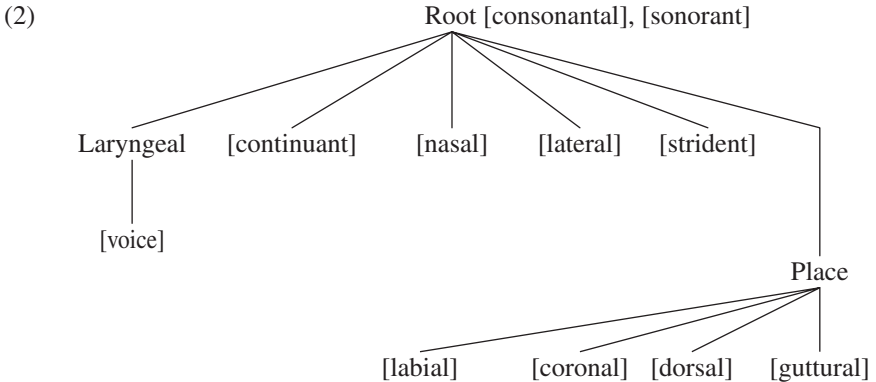 (2) Root [consonantal], [sonorant]
Laryngeal [continuant] [nasal] [lateral] [strident]
[voice]
Place
[labial] [coronal] [dorsal] [guttural]